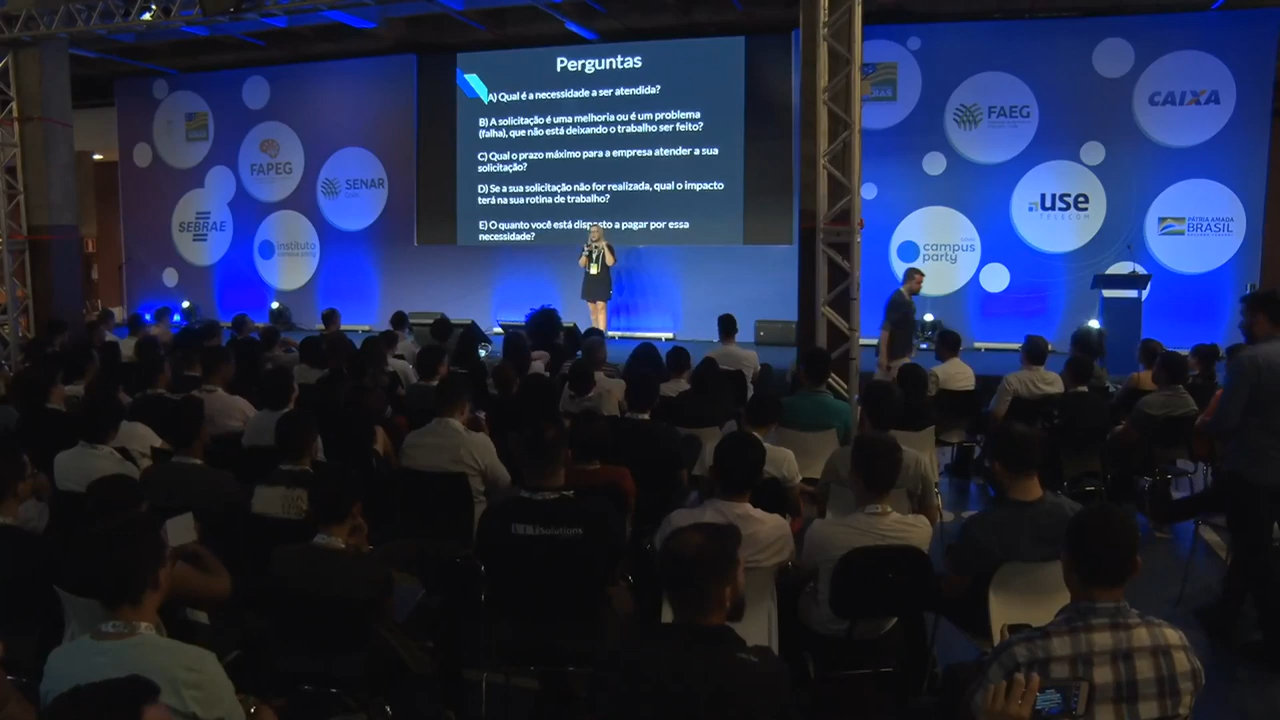 Perguntas
A) Qual é a necessidade a ser atendida?
B) A solicitação é uma melhoria ou é um problema
(falha), que não está deixando o trabalho ser feito?
C) Qual o prazo máximo para a empresa atender a sua
solicitação?
D) Se a sua solicitação não for realizada, qual o impacto
terá na sua rotina de trabalho?
E) O quanto você está disposto a pagar por essa
necessidade?
FAPEG
SENAR
SEBRAE
instituto
campus party
FAEG
CAIXA
use
TELECOM
PÁTRIA AMADA
BRASIL
campus
party
Solutions